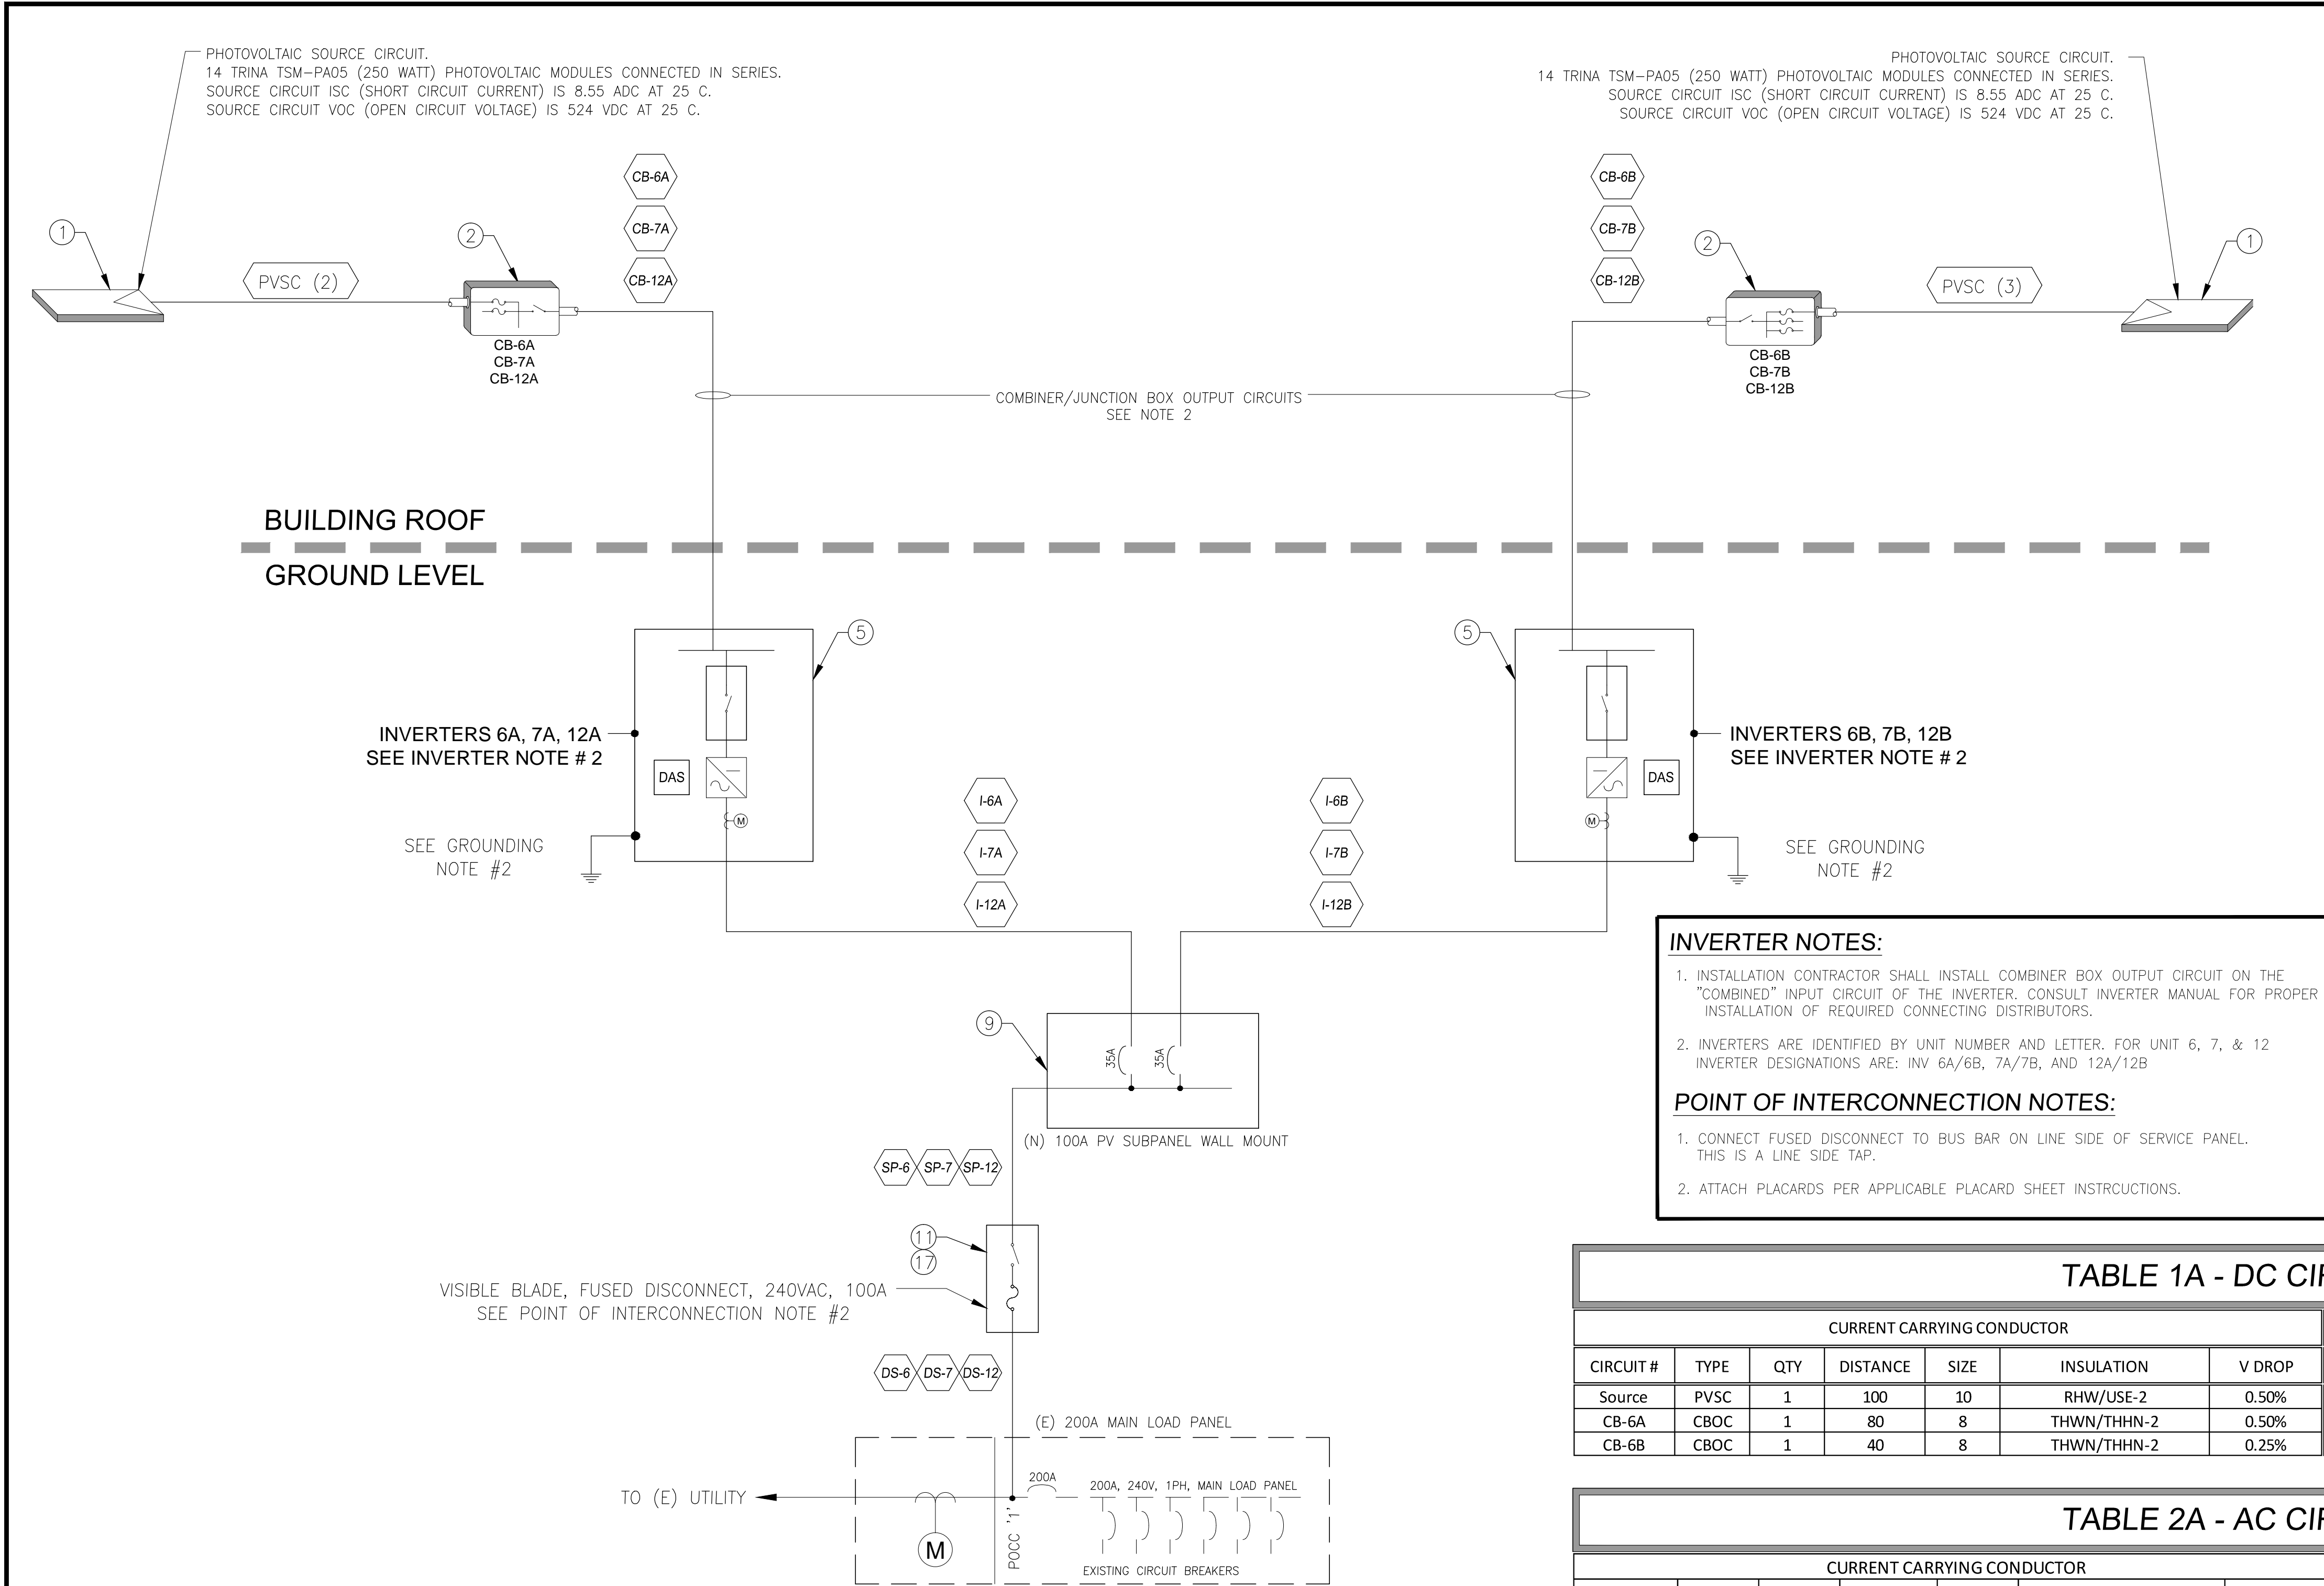 PHOTOVOLTAIC SOURCE CIRCUIT.
14 TRINA TSM-PA05 (250 WATT) PHOTOVOLTAIC MODULES CONNECTED IN SERIES.
SOURCE CIRCUIT ISC (SHORT CIRCUIT CURRENT) IS 8.55 ADC AT 25 C.
SOURCE CIRCUIT VOC (OPEN CIRCUIT VOLTAGE) IS 524 VDC AT 25 C.
PHOTOVOLTAIC SOURCE CIRCUIT.
14 TRINA TSM-PA05 (250 WATT) PHOTOVOLTAIC MODULES CONNECTED IN SERIES.
SOURCE CIRCUIT ISC (SHORT CIRCUIT CURRENT) IS 8.55 ADC AT 25 C.
SOURCE CIRCUIT VOC (OPEN CIRCUIT VOLTAGE) IS 524 VDC AT 25 C.
CB-6A
CB-7A
CB-12A
1
2
PVSC (2)
CB-6A
CB-7A
CB-12A
CB-6B
CB-7B
CB-12B
2
1
PVSC (3)
CB-6B
CB-7B
CB-12B
COMBINER/JUNCTION BOX OUTPUT CIRCUITS
SEE NOTE 2
BUILDING ROOF
GROUND LEVEL
5
INVERTERS 6A, 7A, 12A
SEE INVERTER NOTE # 2
DAS
M
SEE GROUNDING
NOTE #2
5
INVERTERS 6B, 7B, 12B
SEE INVERTER NOTE # 2
DAS
M
SEE GROUNDING
NOTE #2
I-6A
I-7A
I-12A
I-6B
I-7B
I-12B
9
35A
35A
(N) 100A PV SUBPANEL WALL MOUNT
SP-6 SP-7 SP-12
11
17
VISIBLE BLADE, FUSED DISCONNECT, 240VAC, 100A
SEE POINT OF INTERCONNECTION NOTE #2
DS-6 DS-7 DS-12
(E) 200A MAIN LOAD PANEL
TO (E) UTILITY
200A
200A, 240V, 1PH, MAIN LOAD PANEL
M
POCC '1'
EXISTING CIRCUIT BREAKERS
INVERTER NOTES:
1. INSTALLATION CONTRACTOR SHALL INSTALL COMBINER BOX OUTPUT CIRCUIT ON THE
"COMBINED" INPUT CIRCUIT OF THE INVERTER. CONSULT INVERTER MANUAL FOR PROPER
INSTALLATION OF REQUIRED CONNECTING DISTRIBUTORS.
2. INVERTERS ARE IDENTIFIED BY UNIT NUMBER AND LETTER. FOR UNIT 6, 7, & 12
INVERTER DESIGNATIONS ARE: INV 6A/6B, 7A/7B, AND 12A/12B
POINT OF INTERCONNECTION NOTES:
1. CONNECT FUSED DISCONNECT TO BUS BAR ON LINE SIDE OF SERVICE PANEL.
THIS IS A LINE SIDE TAP.
2. ATTACH PLACARDS PER APPLICABLE PLACARD SHEET INSTRCUCTIONS.
TABLE 1A - DC CI
CURRENT CARRYING CONDUCTOR
CIRCUIT # TYPE QTY DISTANCE SIZE INSULATION V DROP
Source PVSC 1 100 10 RHW/USE-2 0.50%
CB-6A CBOC 1 80 8 THWN/THHN-2 0.50%
CB-6B CBOC 1 40 8 THWN/THHN-2 0.25%
TABLE 2A - AC CI
CURRENT CARRYING CONDUCTOR